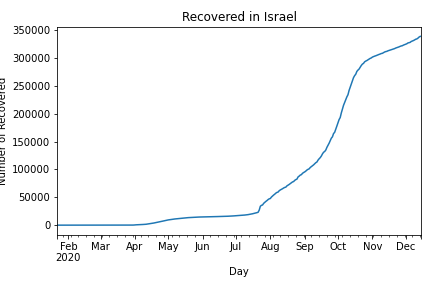 Recovered in Israel
350000
300000
250000
200000
150000
100000
50000
0
Number of Recovered
Feb Mar Apr May Jun Jul Aug Sep Oct Nov Dec
2020
Day